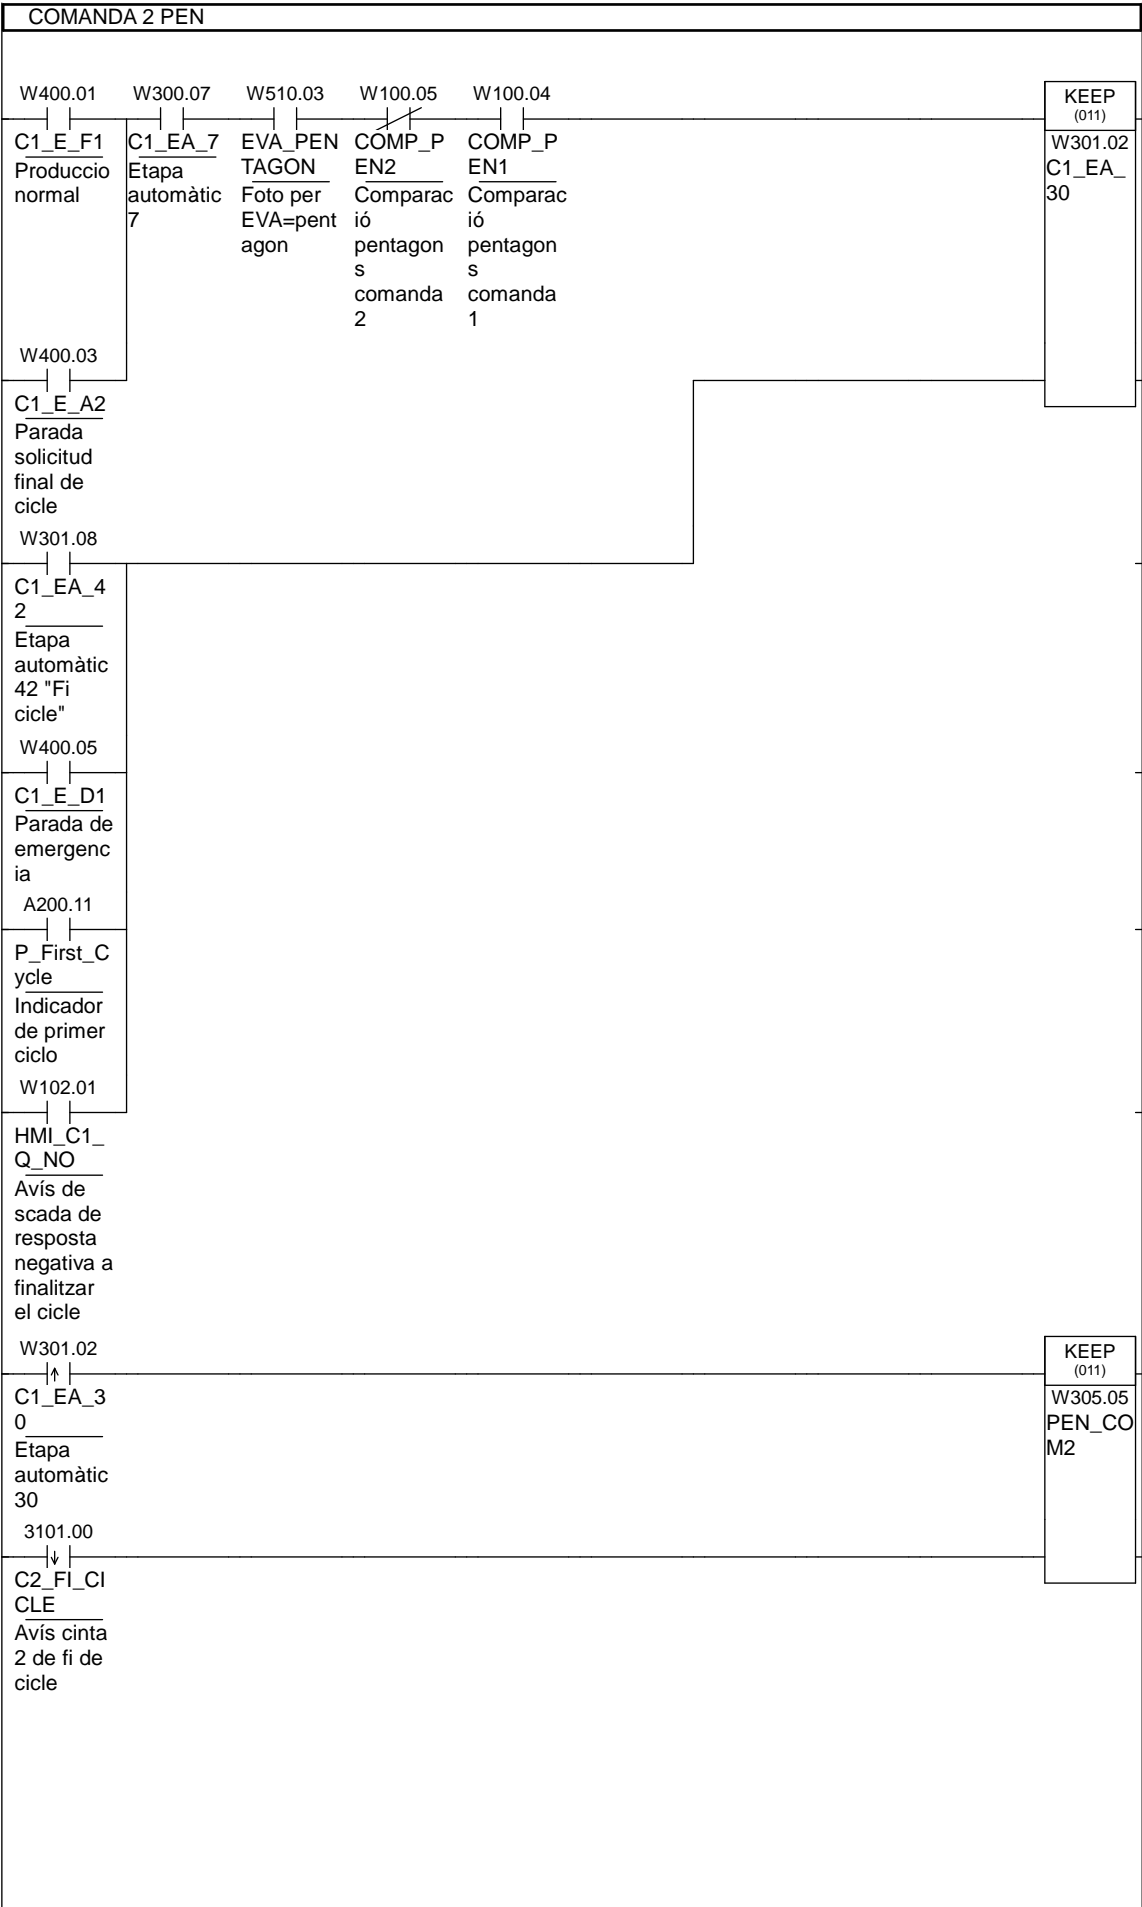 COMANDA 2 PEN
W400.01 W300.07 W510.03 W100.05 W100.04
C1_E_F1
Produccio
normal
C1_EA_7
Etapa
automàtic
7
EVA_PEN
TAGON
Foto per
EVA=pent
agon
COMP_P
EN2
Comparac
ió
pentagon
s
comanda
2
COMP_P
EN1
Comparac
ió
pentagon
s
comanda
1
KEEP
(011)
W301.02
C1_EA_
30
W400.03
C1_E_A2
Parada
solicitud
final de
cicle
W301.08
C1_EA_4
2
Etapa
automàtic
42 "Fi
cicle"
W400.05
C1_E_D1
Parada de
emergenc
ia
A200.11
P_First_C
ycle
Indicador
de primer
ciclo
W102.01
HMI_C1_
Q_NO
Avís de
scada de
resposta
negativa a
finalitzar
el cicle
W301.02
C1_EA_3
0
Etapa
automàtic
30
KEEP
(011)
W305.05
PEN_CO
M2
3101.00
C2_FI_CI
CLE
Avís cinta
2 de fi de
cicle